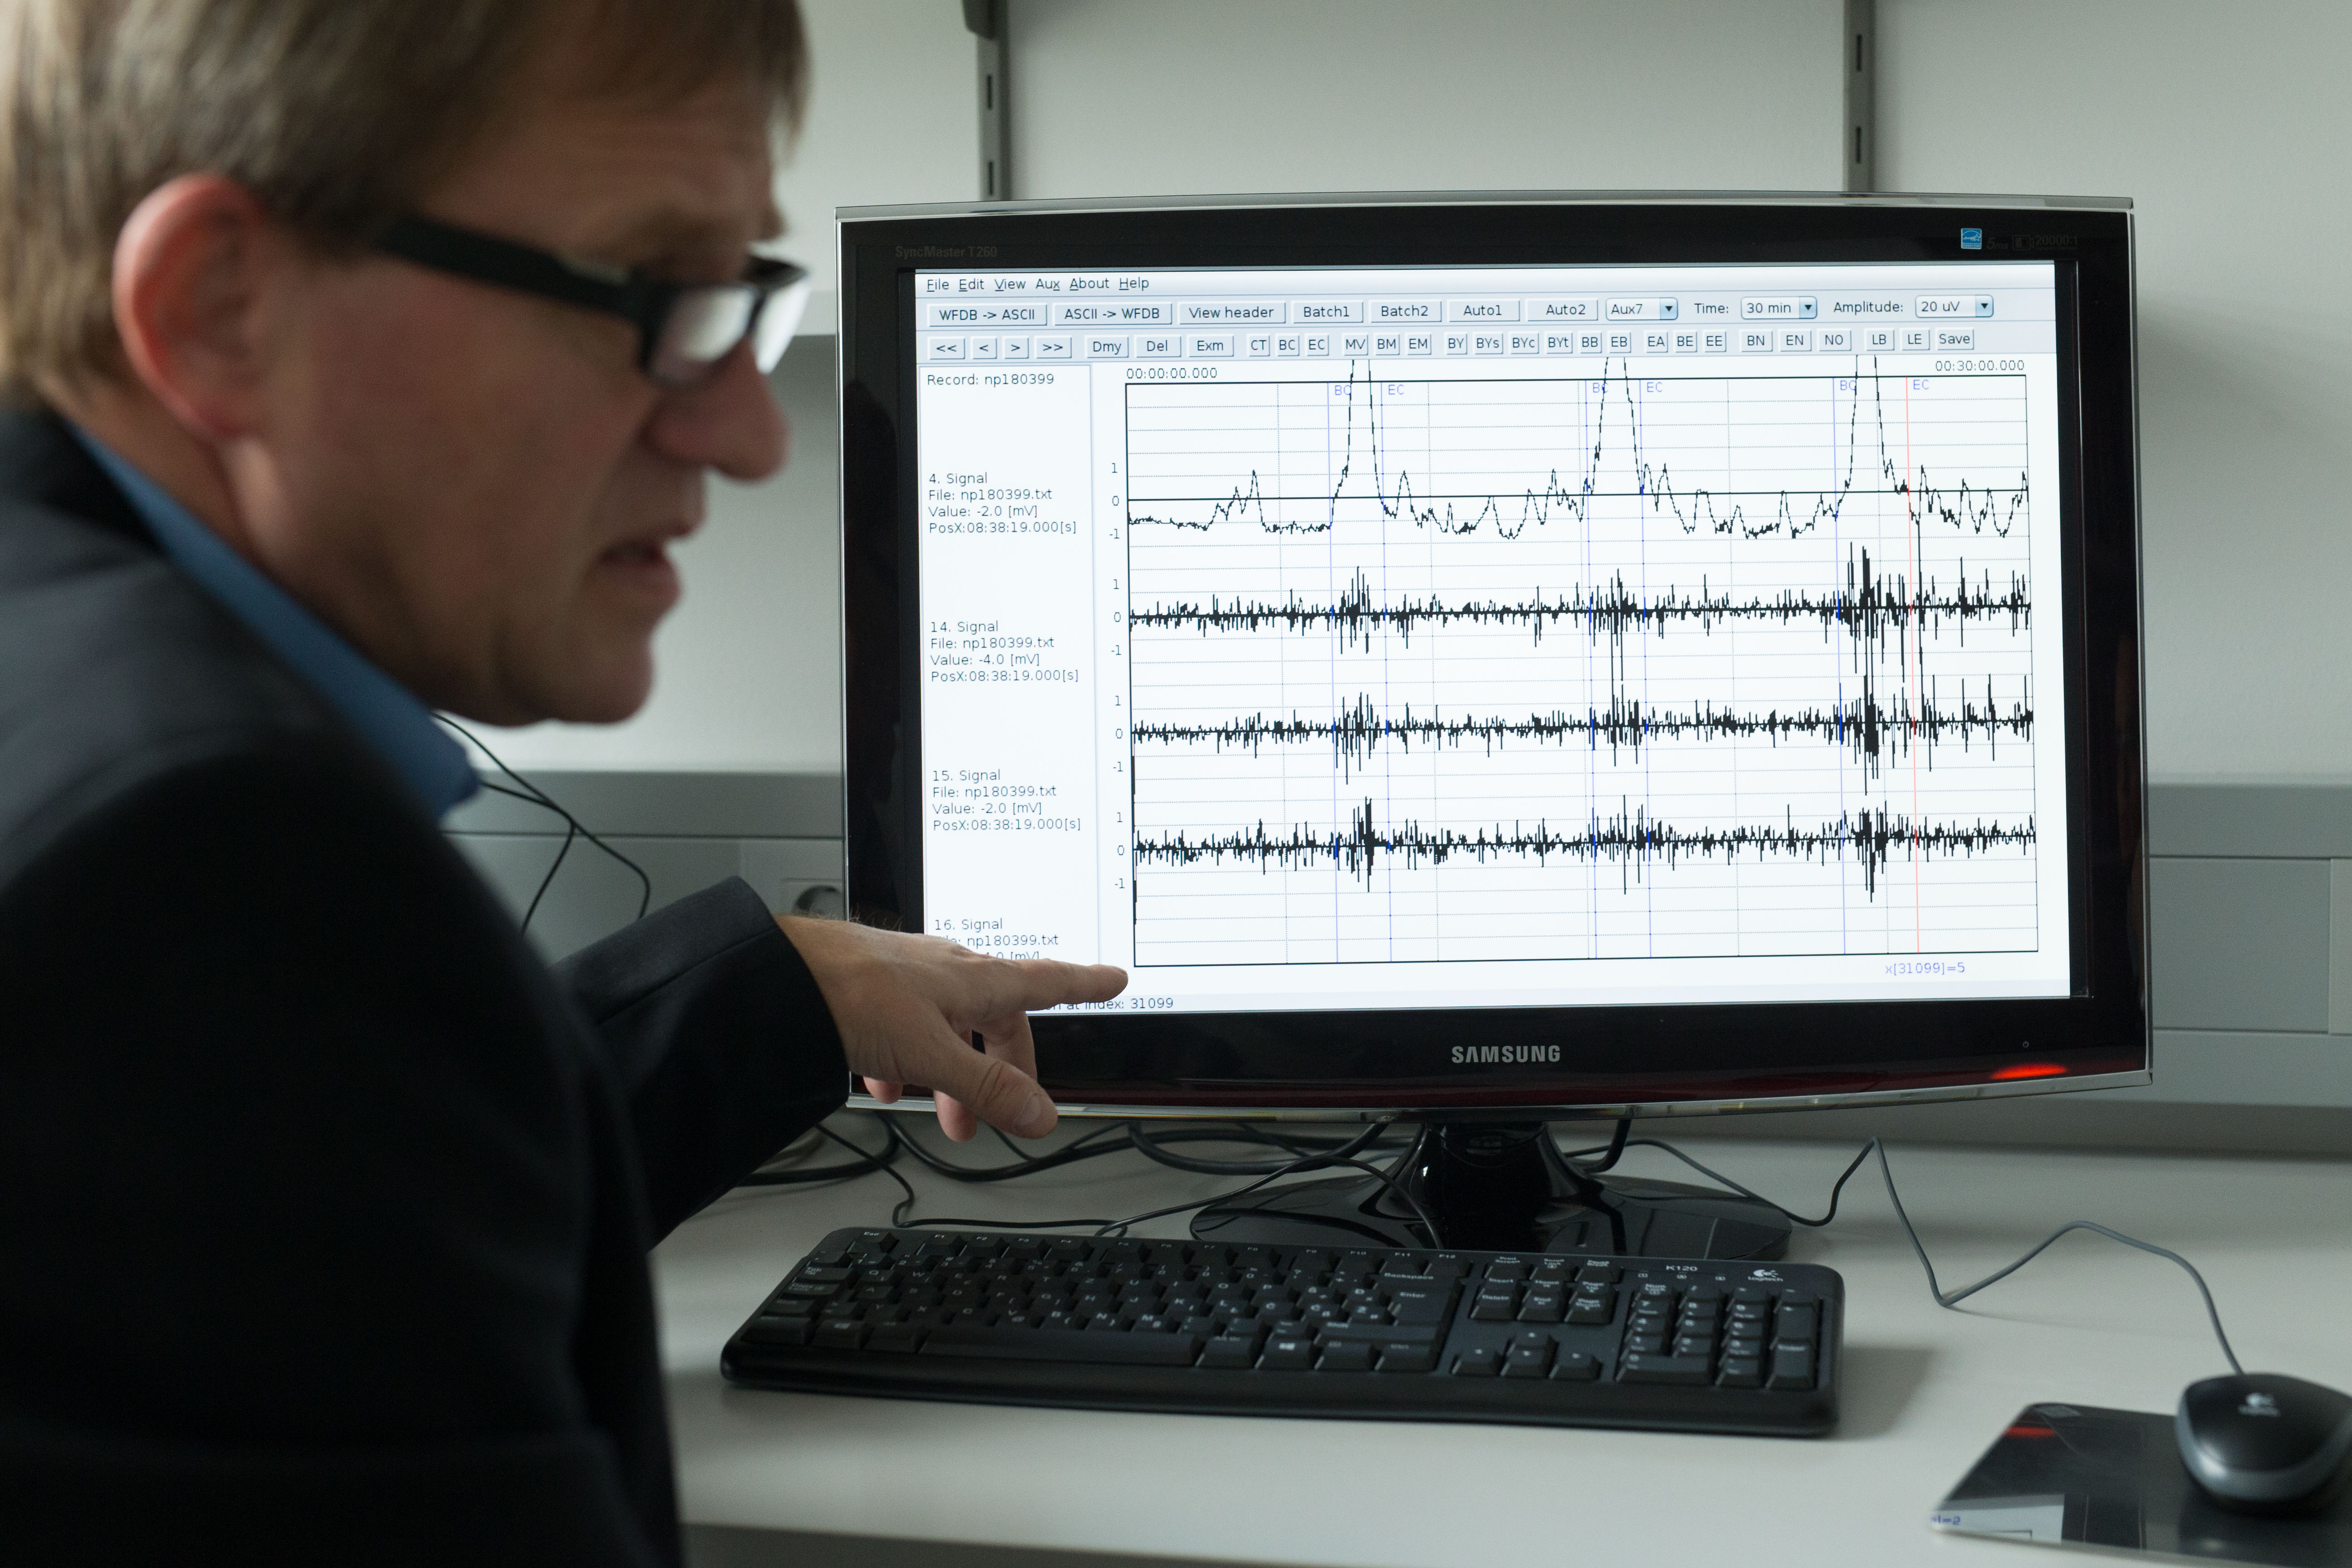 SyncMaster T260
File Edit View Aux About Help
WFDB -> ASCII ASCII -> WFDB View header Batch1 Batch2 Auto1 Auto2 Aux7 Time: 30 min Amplitude: 20 uV
<< < > >> Dmy Del Exm CT BC EC MV BM EM BY BYs BYc BYt BB EB EA BE EE BN EN NO LB LE Save
Record: np180399
00:00:00.000 00:30:00.000
BC EC BC EC BC EC
4. Signal
File: np180399.txt
Value: -2.0 [mV]
PosX:08:38:19.000[s]
1
0
-1
14. Signal
File: np180399.txt
Value: -4.0 [mV]
PosX:08:38:19.000[s]
1
0
-1
15. Signal
File: np180399.txt
Value: -2.0 [mV]
PosX:08:38:19.000[s]
1
0
-1
16. Signal
np180399.txt
[mV]
1
0
-1
x[31099]=5
at index: 31099
SAMSUNG
K120
Logitech
Backspace
Enter